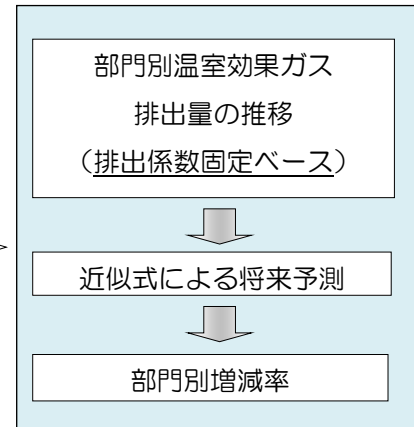 部門別温室効果ガス
排出量の推移
（排出係数固定ベース）
近似式による将来予測
部門別増減率